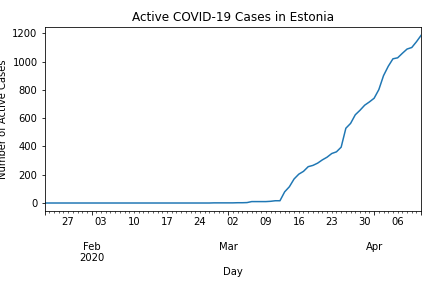 Active COVID-19 Cases in Estonia
1200
1000
800
600
400
200
0
Number of Active Cases
27 03 10 17 24 02 09 16 23 30 06
Feb Mar Apr
2020
Day